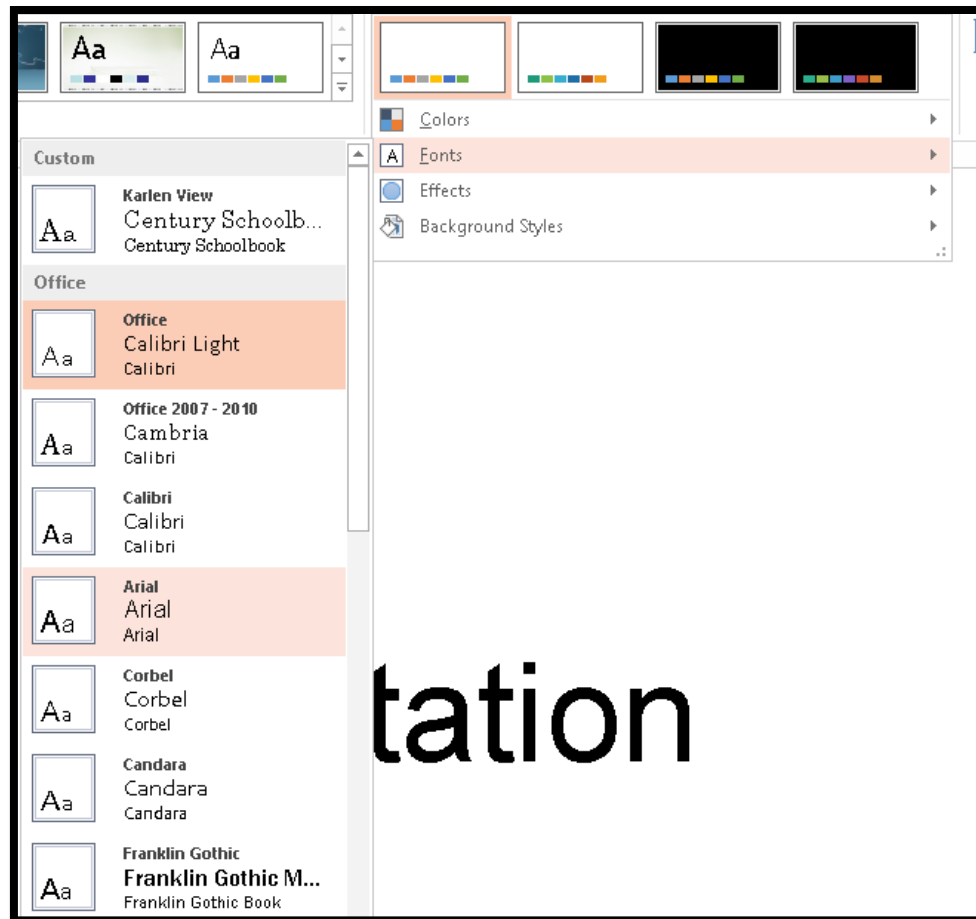 Aa
Aa
Colors
Fonts
Effects
Background Styles
Custom
Aa
Karlen View
Century Schoolb...
Century Schoolbook
Office
Aa
Office
Calibri Light
Calibri
Aa
Office 2007 - 2010
Cambria
Calibri
Aa
Calibri
Calibri
Calibri
Aa
Arial
Arial
Arial
Aa
Corbel
Corbel
Corbel
Aa
Candara
Candara
Candara
Aa
Franklin Gothic
Franklin Gothic M...
Franklin Gothic Book
A
tation